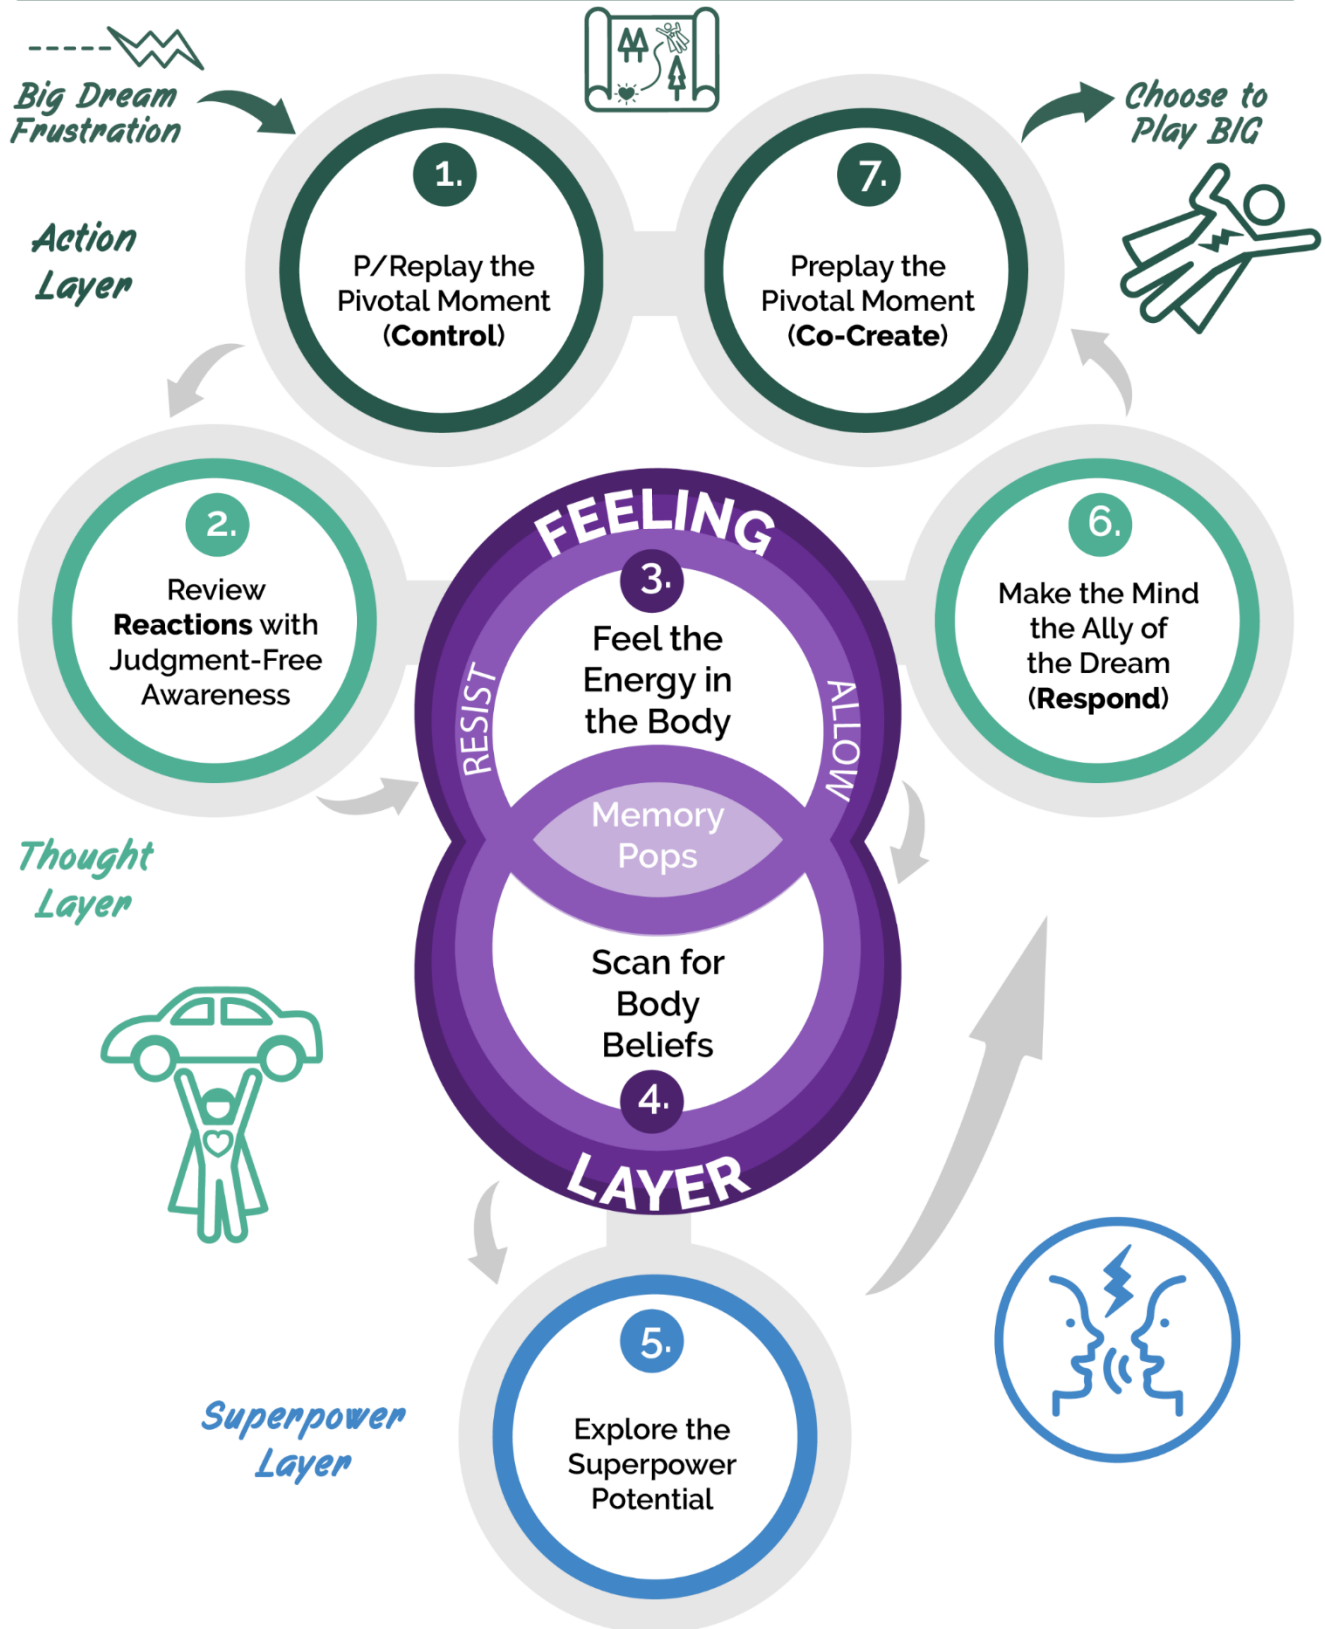 Big Dream
Frustration
Choose to
Play BIG
Action
Layer
1.
P/Replay the
Pivotal Moment
(Control)
7.
Preplay the
Pivotal Moment
(Co-Create)
2.
Review
Reactions with
Judgment-Free
Awareness
FEELING
3.
Feel the
Energy in
the Body
RESIST
ALLOW
Memory
Pops
Scan for
Body
Beliefs
4.
LAYER
6.
Make the Mind
the Ally of
the Dream
(Respond)
Thought
Layer
5.
Explore the
Superpower
Potential
Superpower
Layer